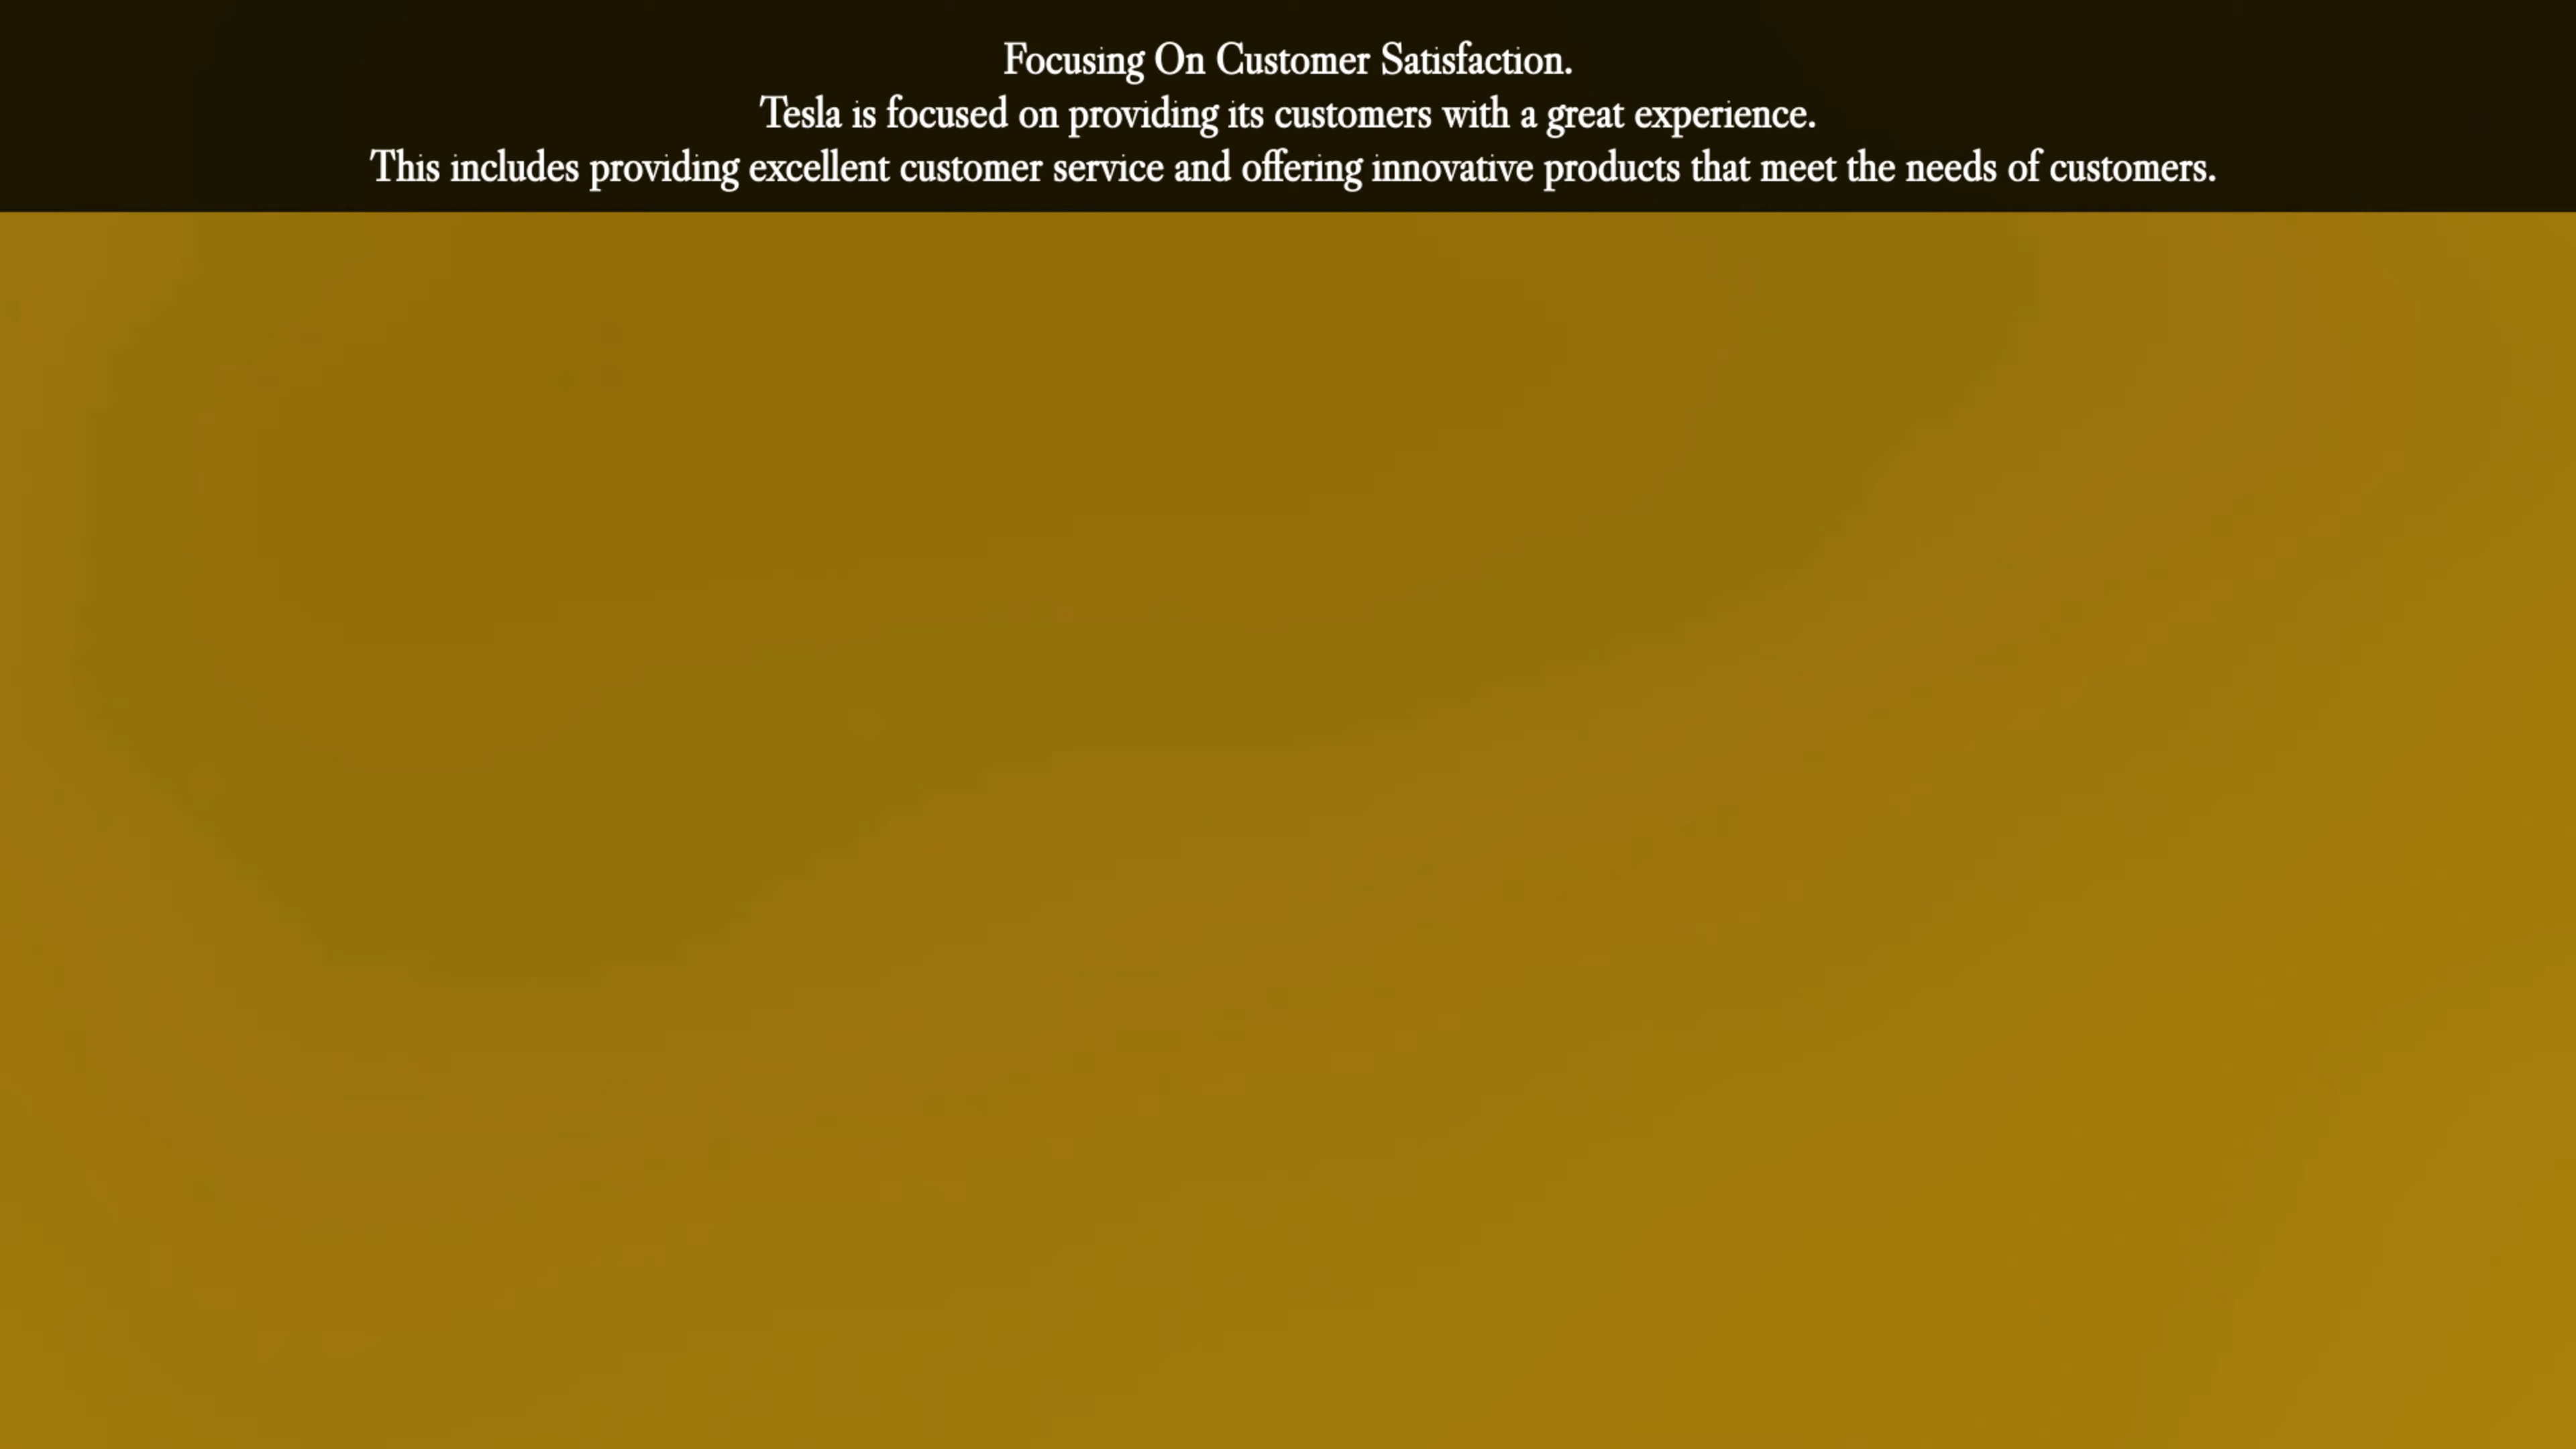 Focusing On Customer Satisfaction.
Tesla is focused on providing its customers with a great experience.
This includes providing excellent customer service and offering innovative products that meet the needs of customers.